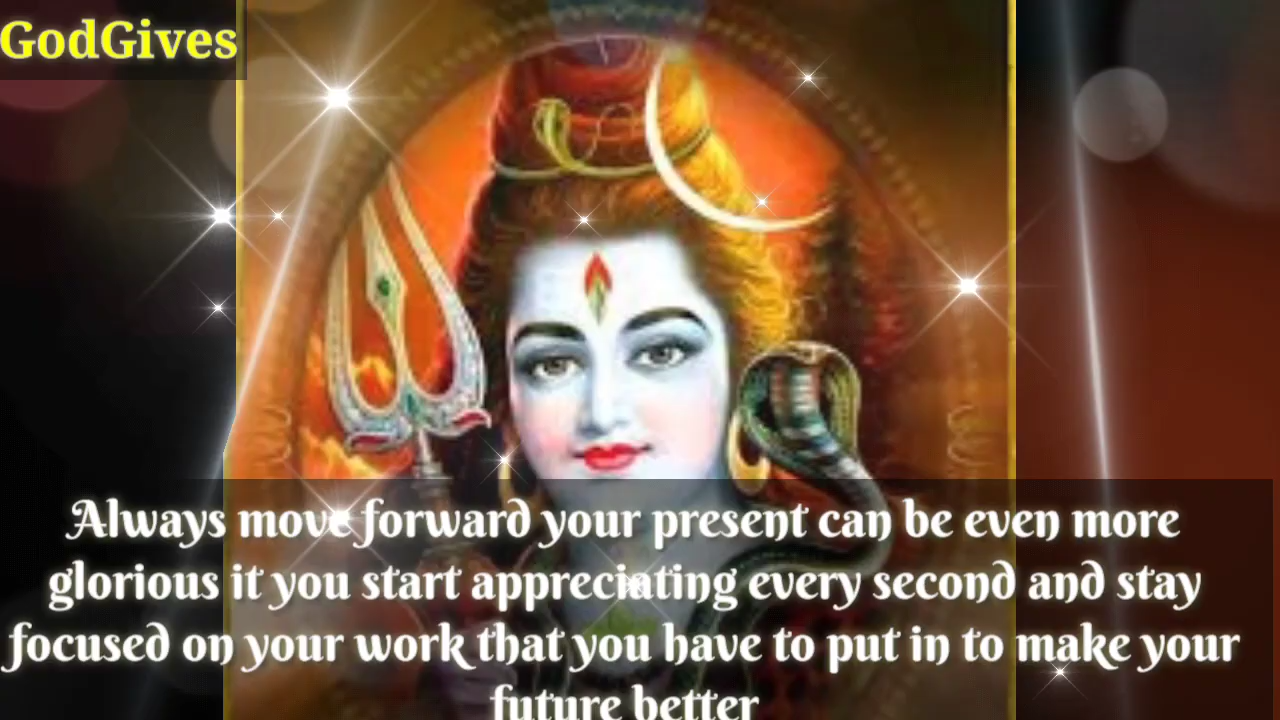 GodGives
Always move forward your present can be even more
glorious it you start appreciating every second and stay
focused on your work that you have to put in to make your
future better